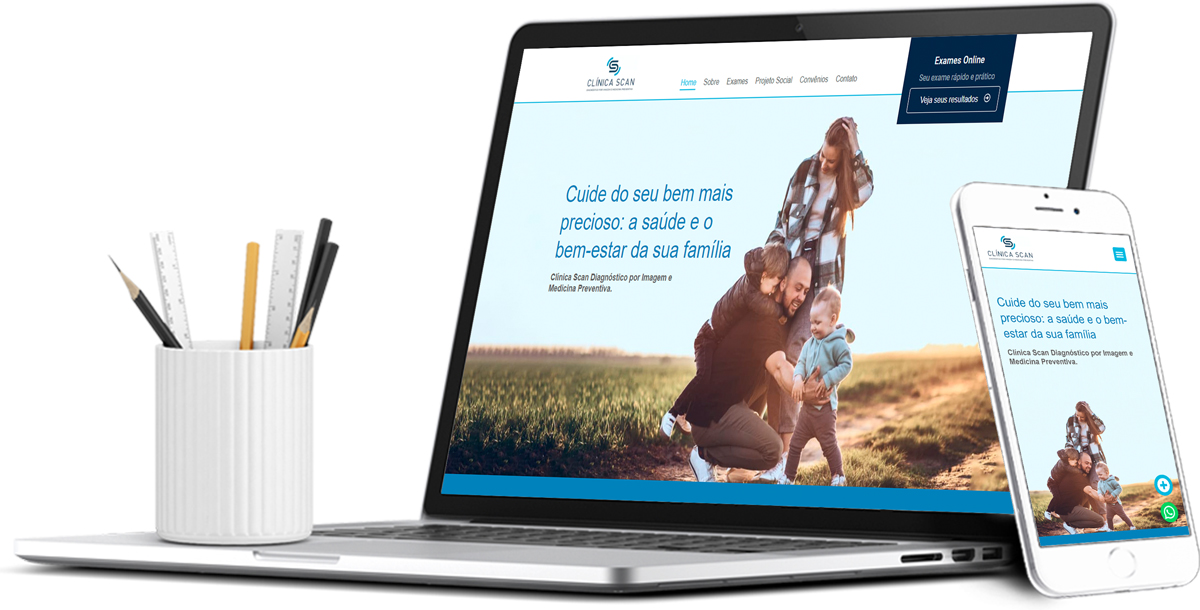 CLÍNICA SCAN
Home Sobre Exames Projeto Social Convênios Contato
Exames Online
Seu exame rápido e prático
Veja seus resultados
Cuide do seu bem mais
precioso: a saúde e o
bem-estar da sua família
Clínica Scan Diagnóstico por Imagem e
Medicina Preventiva.
CLÍNICA SCAN
Cuide do seu bem mais
precioso: a saúde e o bem-
estar da sua família
Clínica Scan Diagnóstico por Imagem e
Medicina Preventiva.